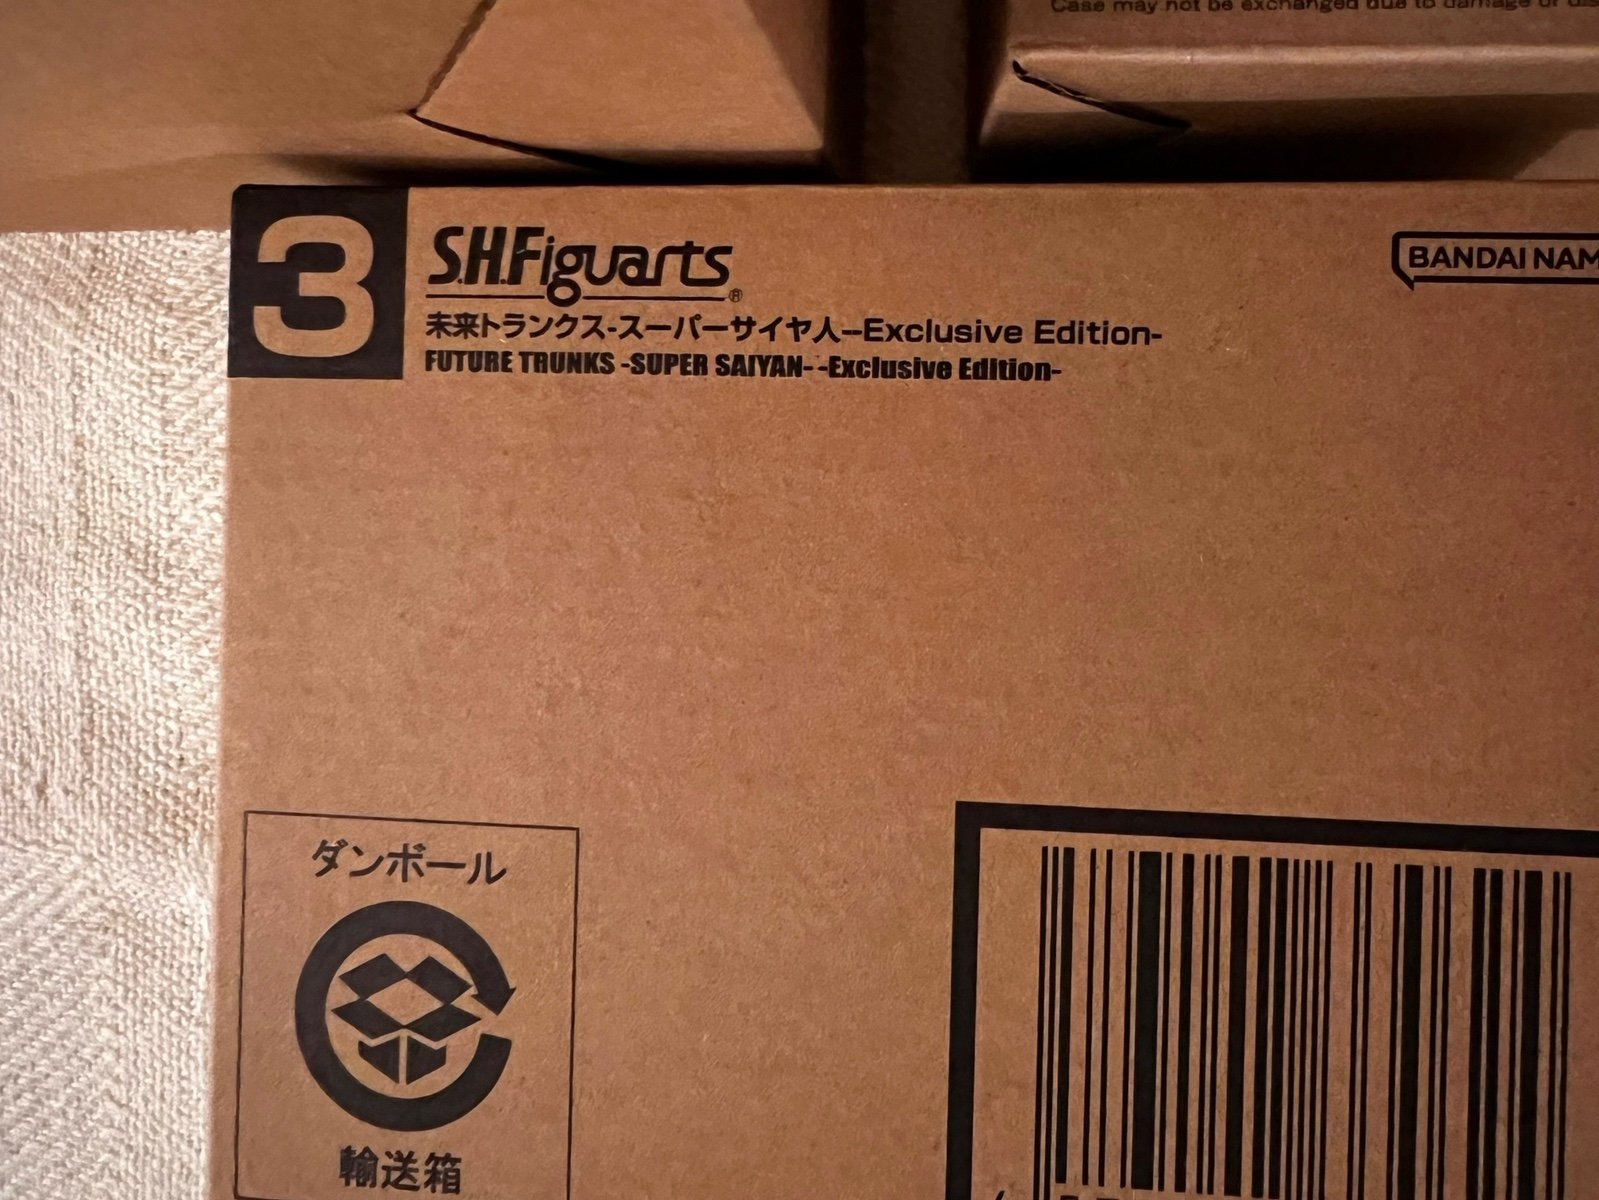 Case may not be exchanged due to damage or
3
S.H.Figuarts®
BANDAI NAM
未来トランクス-スーパーサイヤ人--Exclusive Edition-
FUTURE TRUNKS -SUPER SAIYAN- -Exclusive Edition-
ダンボール
輸送箱